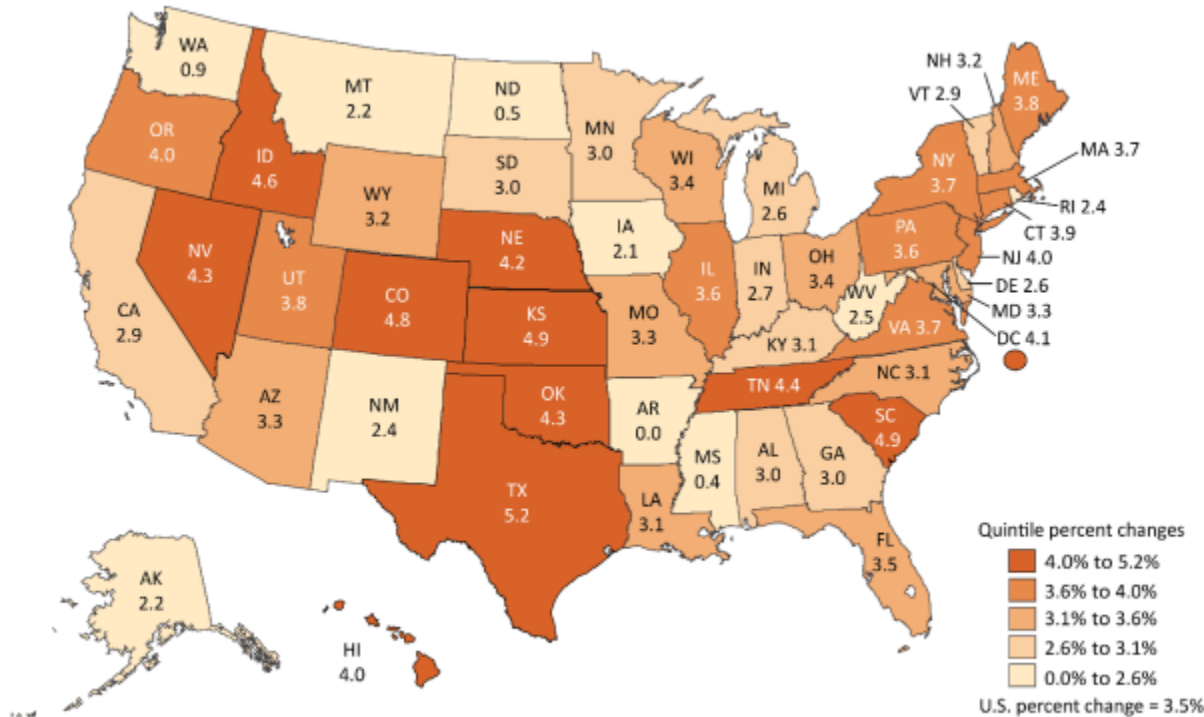 WA
0.9
MT
2.2
ND
0.5
MN
3.0
NH 3.2
VT 2.9
ME
3.8
OR
4.0
ID
4.6
SD
3.0
WI
3.4
MI
2.6
NY
3.7
MA 3.7
WY
3.2
RI 2.4
CT 3.9
NJ 4.0
DE 2.6
MD 3.3
DC 4.1
NV
4.3
UT
3.8
CO
4.8
NE
4.2
IA
2.1
IL
3.6
IN
2.7
OH
3.4
PA
3.6
WV
2.5
VA 3.7
CA
2.9
KS
4.9
MO
3.3
KY 3.1
AZ
3.3
NM
2.4
OK
4.3
AR
0.0
TN 4.4
NC 3.1
SC
4.9
MS
0.4
AL
3.0
GA
3.0
TX
5.2
LA
3.1
FL
3.5
AK
2.2
HI
4.0
Quintile percent changes
4.0% to 5.2%
3.6% to 4.0%
3.1% to 3.6%
2.6% to 3.1%
0.0% to 2.6%
U.S. percent change = 3.5%